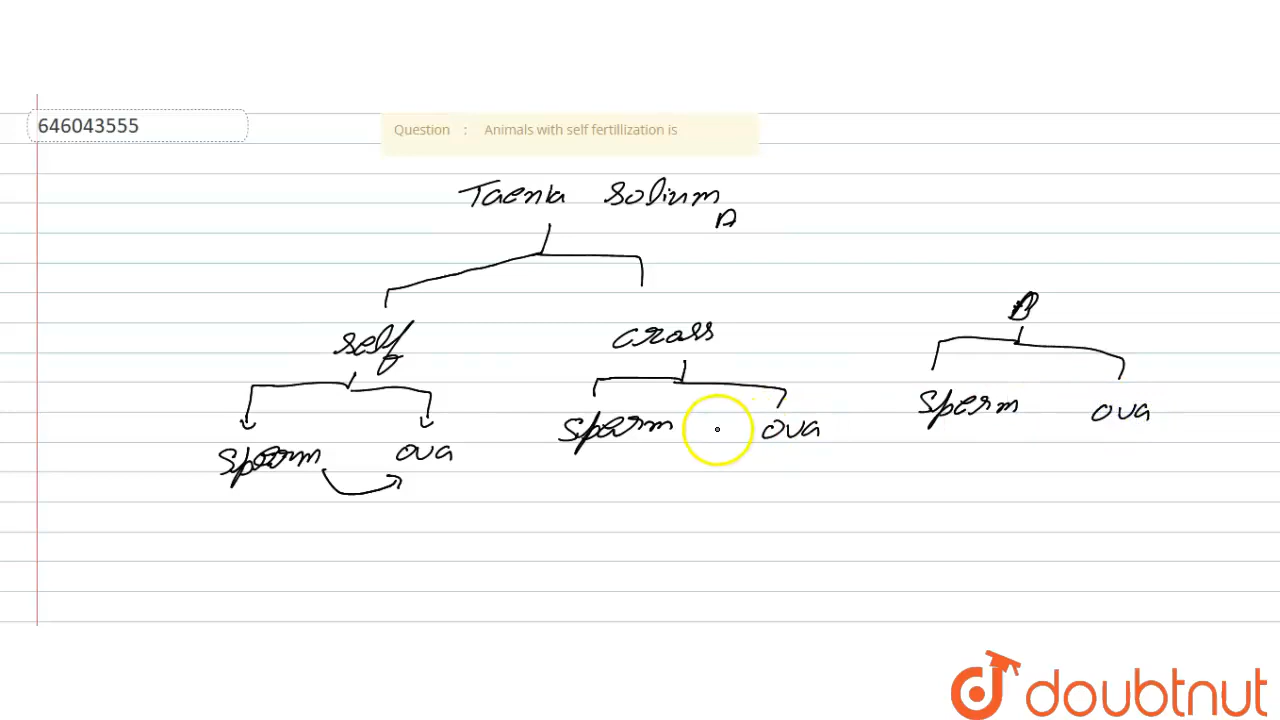 646043555
Question : Animals with self fertillization is
Taenia Solium
A
B
self
cross
sperm
ova
sperm
ova
sperm
ova
doubtnut